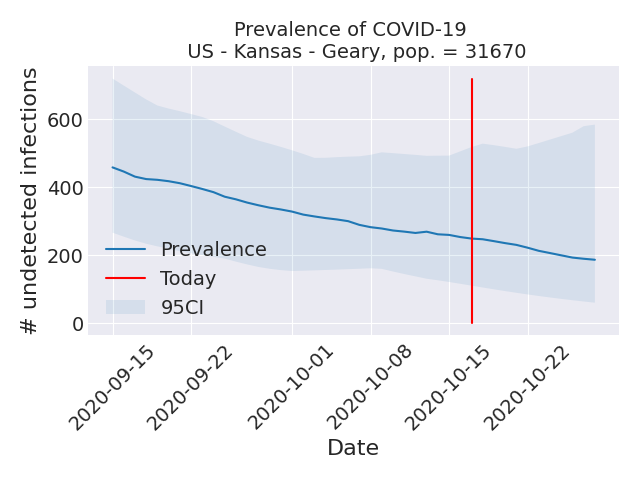 Prevalence of COVID-19
US - Kansas - Geary, pop. = 31670
# undetected infections
600
400
200
0
Prevalence
Today
95CI
2020-09-15
2020-09-22
2020-10-01
2020-10-08
2020-10-15
2020-10-22
Date